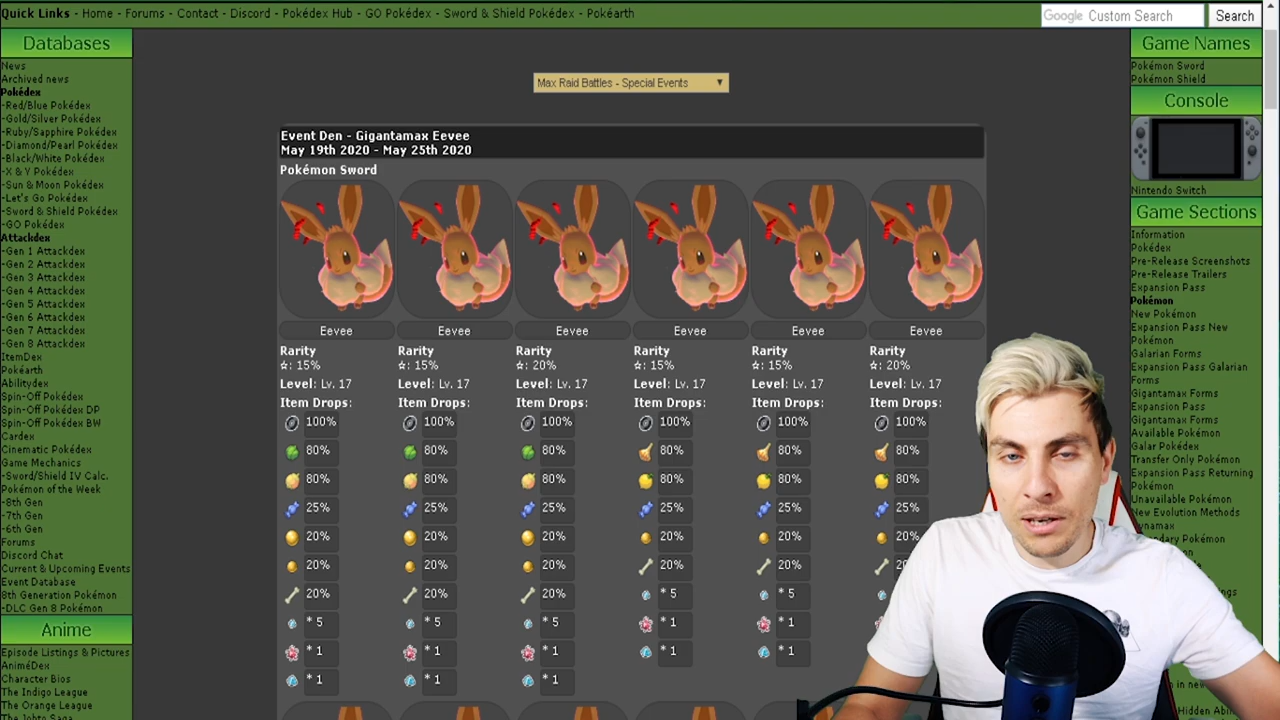 Quick Links - Home - Forums - Contact - Discord - Pokédex Hub - GO Pokédex - Sword & Shield Pokédex - Pokéarth
Google Custom Search
Search
Databases
News
Archived news
Pokédex
-Red/Blue Pokédex
-Gold/Silver Pokédex
-Ruby/Sapphire Pokédex
-Diamond/Pearl Pokédex
-Black/White Pokédex
-X & Y Pokédex
-Sun & Moon Pokédex
-Let's Go Pokédex
-Sword & Shield Pokédex
-GO Pokédex
Attackdex
-Gen 1 Attackdex
-Gen 2 Attackdex
-Gen 3 Attackdex
-Gen 4 Attackdex
-Gen 5 Attackdex
-Gen 6 Attackdex
-Gen 7 Attackdex
-Gen 8 Attackdex
ItemDex
Pokéarth
Abilitydex
Spin-Off Pokédex
Spin-Off Pokédex DP
Spin-Off Pokédex BW
Cardex
Cinematic Pokédex
Game Mechanics
-Sword/Shield IV Calc.
Pokémon of the Week
-8th Gen
-7th Gen
-6th Gen
Forums
Discord Chat
Current & Upcoming Events
Event Database
8th Generation Pokémon
-DLC Gen 8 Pokémon
Anime
Episode Listings & Pictures
AniméDex
Character Bios
The Indigo League
The Orange League
The Johto Saga
Max Raid Battles - Special Events
Event Den - Gigantamax Eevee
May 19th 2020 - May 25th 2020
Pokémon Sword
Eevee Eevee Eevee Eevee Eevee Eevee
Rarity Rarity Rarity Rarity Rarity Rarity
☆: 15% ☆: 15% ☆: 20% ☆: 15% ☆: 15% ☆: 20%
Level: Lv. 17 Level: Lv. 17 Level: Lv. 17 Level: Lv. 17 Level: Lv. 17 Level: Lv. 17
Item Drops: Item Drops: Item Drops: Item Drops: Item Drops: Item Drops:
100% 100% 100% 100% 100% 100%
80% 80% 80% 80% 80% 80%
80% 80% 80% 80% 80% 80%
25% 25% 25% 25% 25% 25%
20% 20% 20% 20% 20% 20%
20% 20% 20% 20% 20%
20% 20% 20% * 5 * 5
* 5 * 5 * 5 * 1 * 1
* 1 * 1 * 1 * 1 * 1
* 1 * 1 * 1
Game Names
Pokémon Sword
Pokémon Shield
Console
Nintendo Switch
Game Sections
Information
Pokédex
Pre-Release Screenshots
Pre-Release Trailers
Expansion Pass
Pokémon
New Pokémon
Expansion Pass New
Pokémon
Galarian Forms
Expansion Pass Galarian
Forms
Gigantamax Forms
Expansion Pass
Gigantamax Forms
Available Pokémon
Galar Pokédex
Transfer Only Pokémon
Expansion Pass Returning
Pokémon
Unavailable Pokémon
New Evolution Methods
Pokémon
in new
Hidden